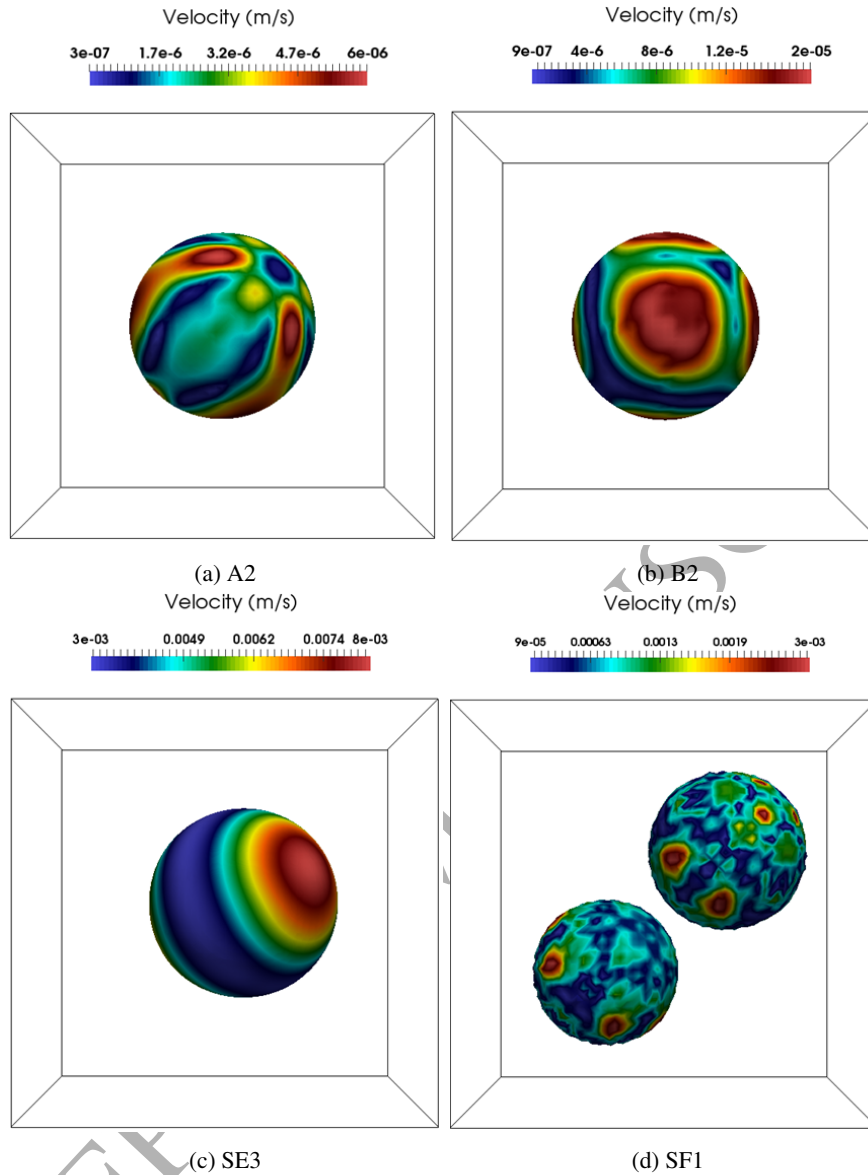 Velocity (m/s)
3e-07 1.7e-6 3.2e-6 4.7e-6 6e-06
Velocity (m/s)
9e-07 4e-6 8e-6 1.2e-5 2e-05
(a) A2
(b) B2
Velocity (m/s)
3e-03 0.0049 0.0062 0.0074 8e-03
Velocity (m/s)
9e-05 0.00063 0.0013 0.0019 3e-03
(c) SE3
(d) SF1